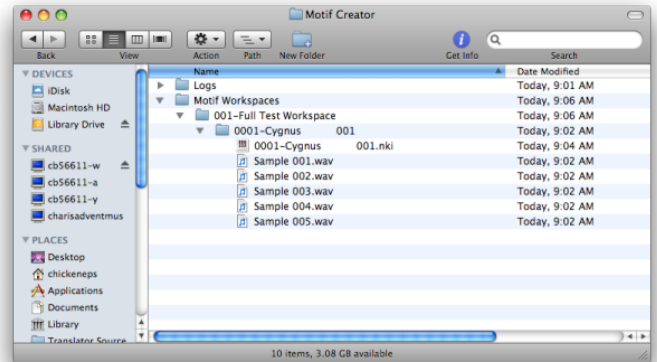 Motif Creator
Back View Action Path New Folder Get Info Search
Name Date Modified
DEVICES
iDisk
Macintosh HD
Library Drive
SHARED
cb56611-w
cb56611-a
cb56611-y
charisadventmus
PLACES
Desktop
chickeneps
Applications
Documents
Library
Translator Source
Logs Today, 9:01 AM
Motif Workspaces Today, 9:06 AM
001-Full Test Workspace Today, 9:06 AM
0001-Cygnus 001 Today, 9:02 AM
0001-Cygnus 001.nki Today, 9:04 AM
Sample 001.wav Today, 9:02 AM
Sample 002.wav Today, 9:02 AM
Sample 003.wav Today, 9:02 AM
Sample 004.wav Today, 9:02 AM
Sample 005.wav Today, 9:02 AM
10 items, 3.08 GB available